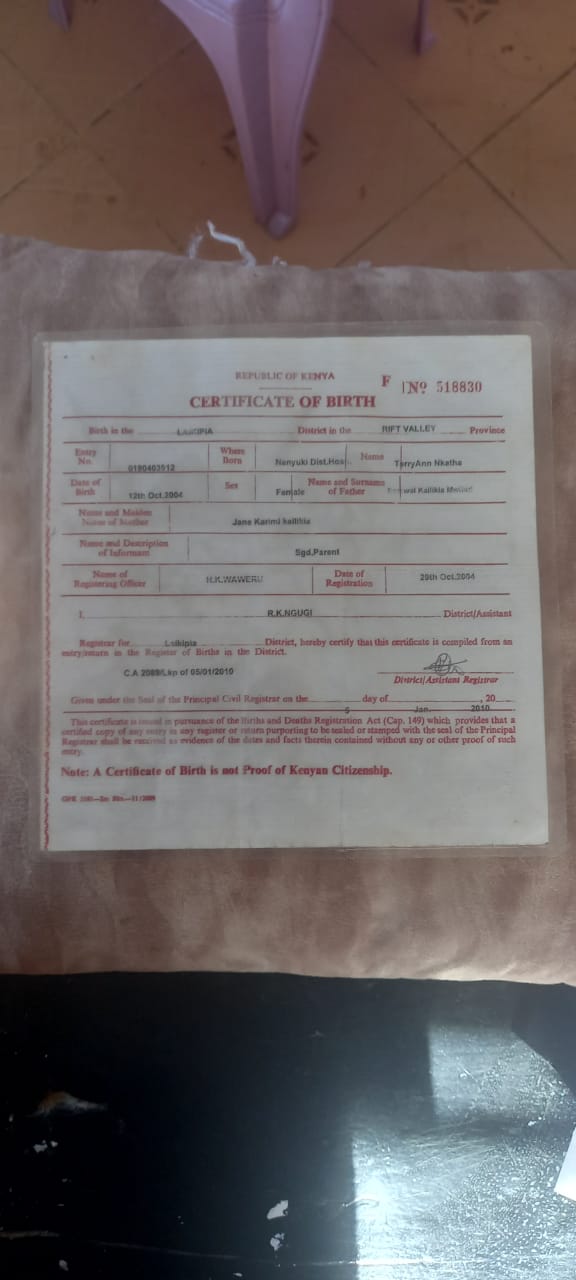 REPUBLIC OF KENYA
F No 518830
CERTIFICATE OF BIRTH
Birth in the LAIKIPIA District in the RIFT VALLEY Province
Entry No. 0190403512 Where Born Nanyuki Dist.Hos Name TerryAnn Nkatha
Date of Birth 12th Oct.2004 Sex Female Name and Surname of Father Kallikia
Name and Maiden Name of Mother Jane Karimi kallikia
Name and Description of Informant Sgd.Parent
Name of Registering Officer H.K.WAWERU Date of Registration 29th Oct.2004
I, R.K.NGUGI District/Assistant
Registrar for Laikipia District, hereby certify that this certificate is compiled from an
entry/return in the Register of Births in the District.
C.A 2089/Lkp of 05/01/2010
District/Assistant Registrar
Given under the Seal of the Principal Civil Registrar on the 5 day of Jan. , 20 2010
This certificate is issued in pursuance of the Births and Deaths Registration Act (Cap. 149) which provides that a
certified copy of any entry in any register or return purporting to be sealed or stamped with the seal of the Principal
Registrar shall be received as evidence of the dates and facts therein contained without any or other proof of such
entry.
Note: A Certificate of Birth is not Proof of Kenyan Citizenship.